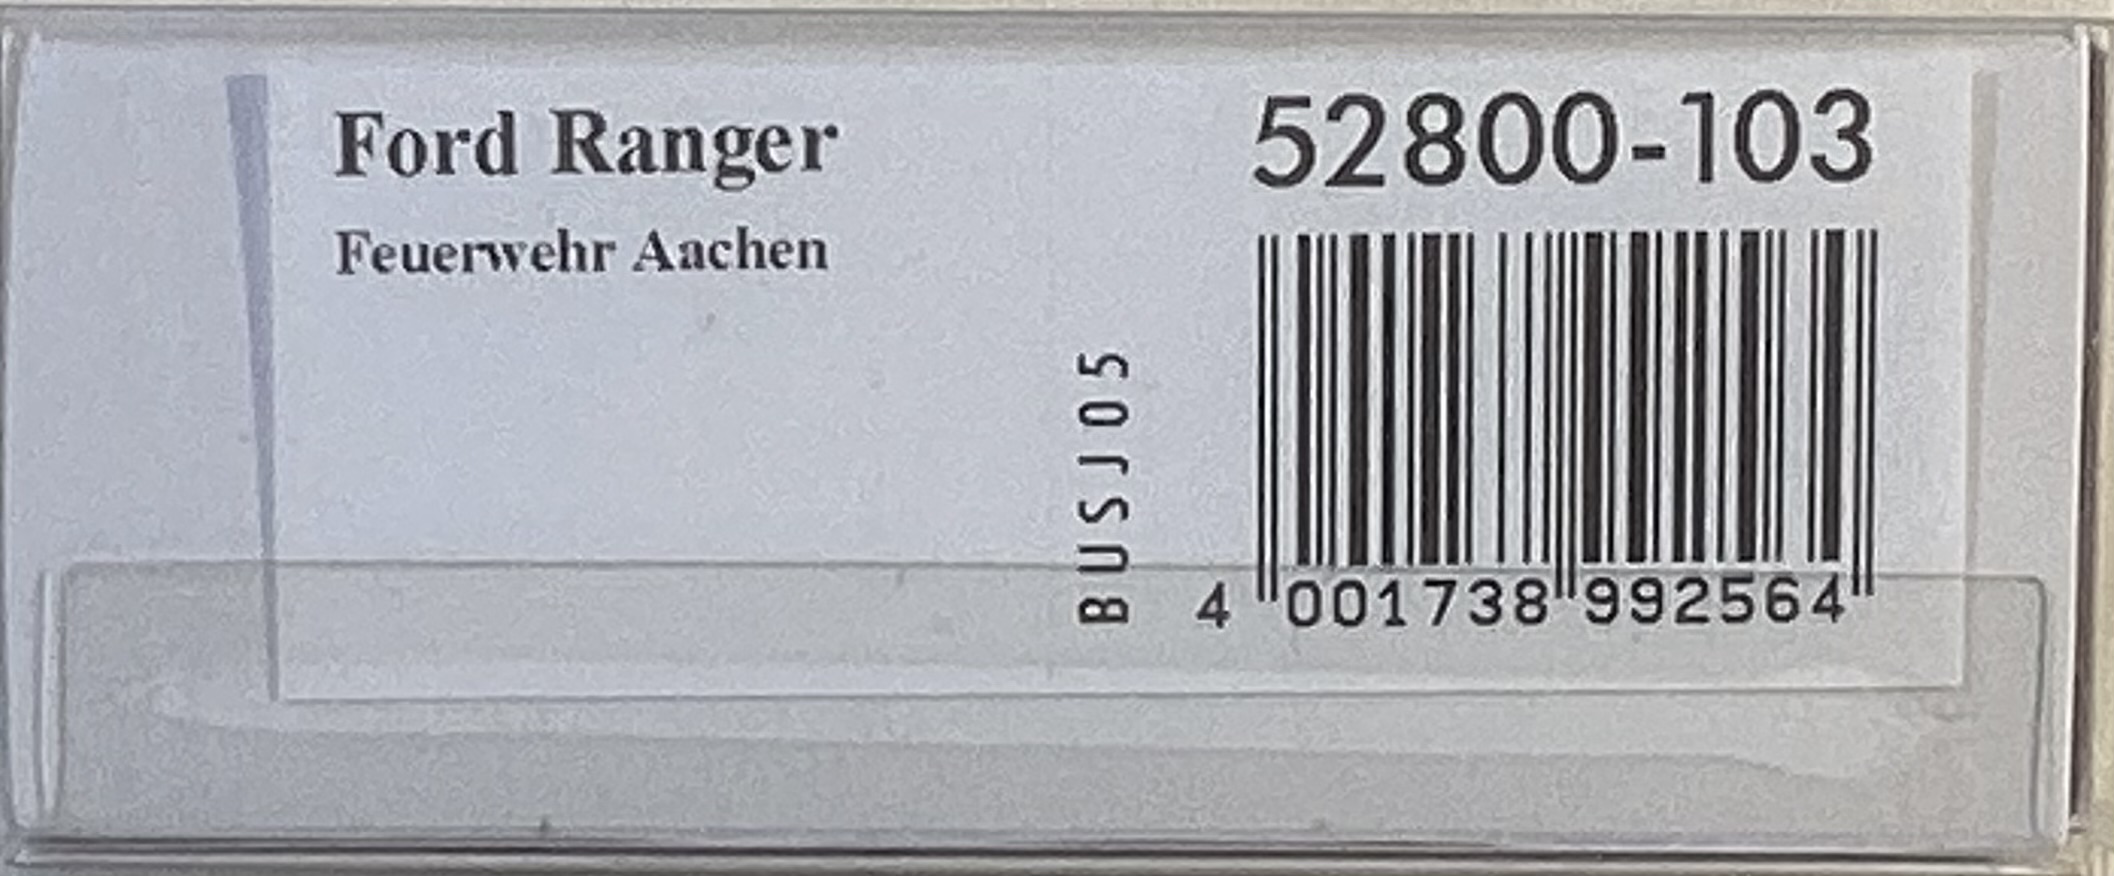 Ford Ranger
Feuerwehr Aachen
52800-103
BUSJ05
4 001738 992564